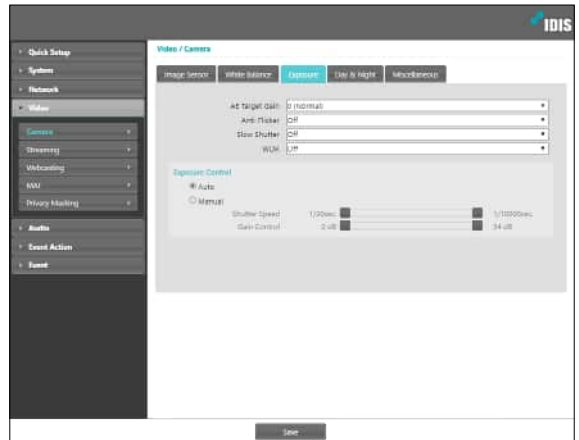 IDIS
Quick Setup
System
Network
Video
Camera
Streaming
Webcasting
MAT
Privacy Masking
Audio
Event Action
Event
Video / Camera
Image Sensor White Balance Exposure Day & Night Miscellaneous
AE Target Gain 0 (Normal)
Anti Flicker Off
Slow Shutter Off
WDR Off
Exposure Control
Auto
Manual
Shutter Speed 1/30sec. 1/10000sec.
Gain Control 0 dB 34 dB
Save